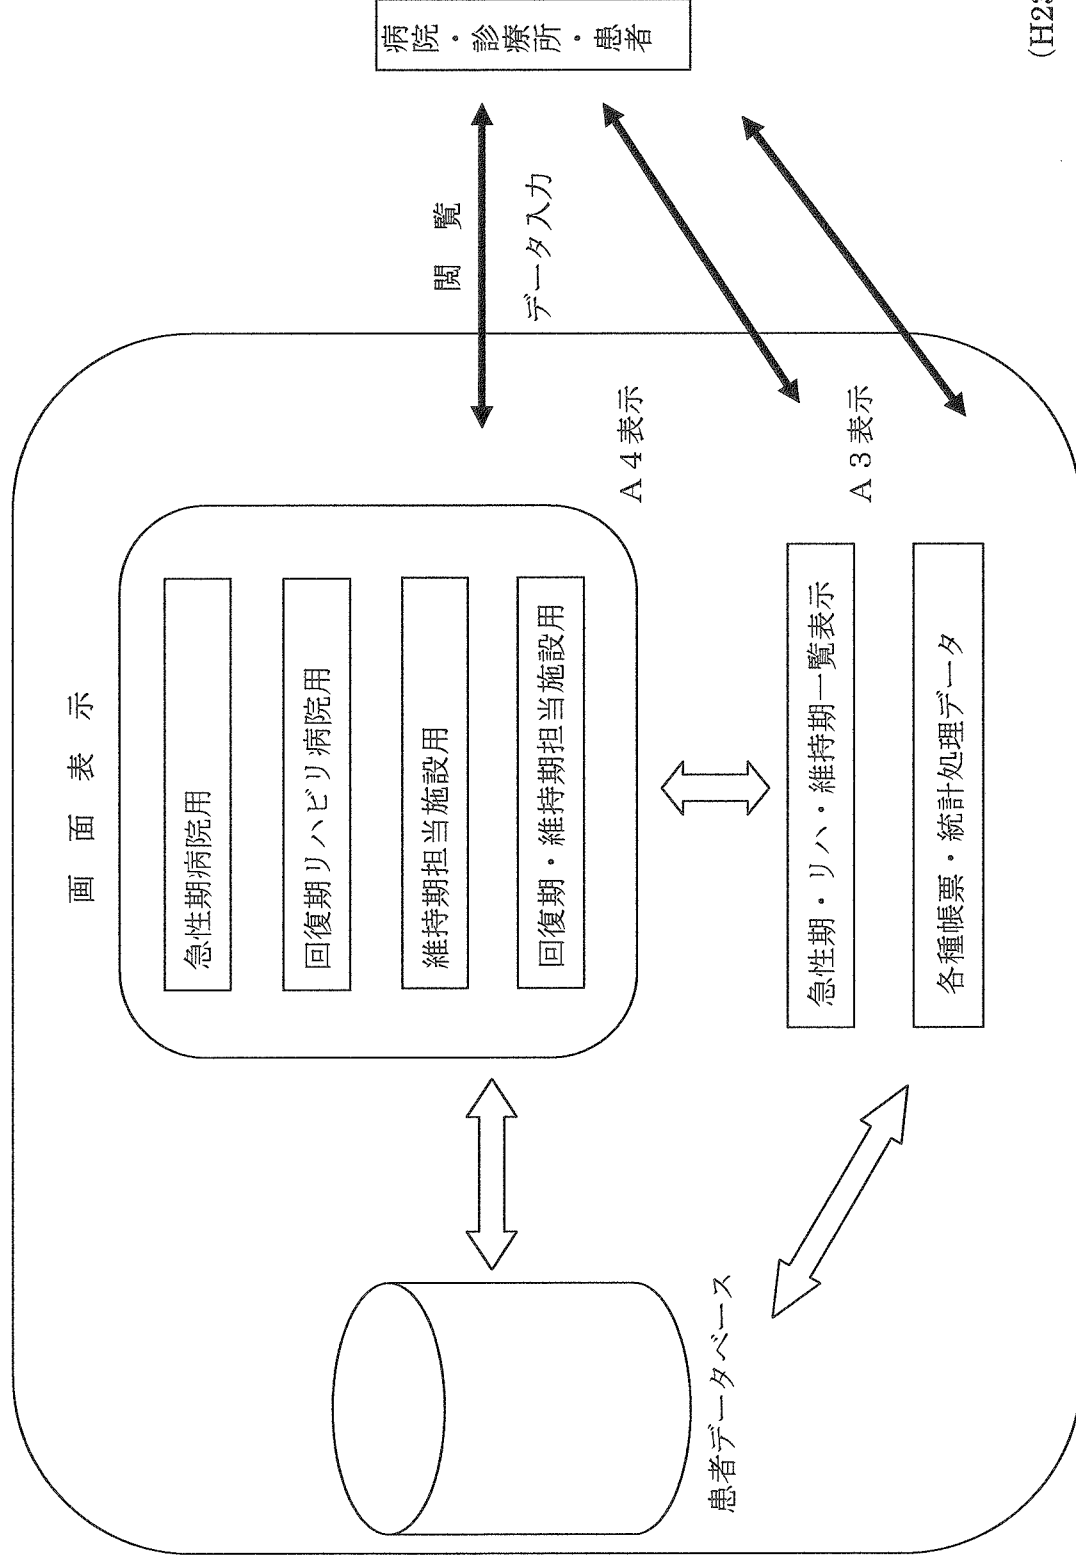 画面表示
急性期病院用
回復期リハビリ病院用
維持期担当施設用
回復期・維持期担当施設用
A4表示
急性期・リハ・維持期一覧表示
A3表示
各種帳票・統計処理データ
患者データベース
閲覧
データ入力
病院・診療所・患者
(H23